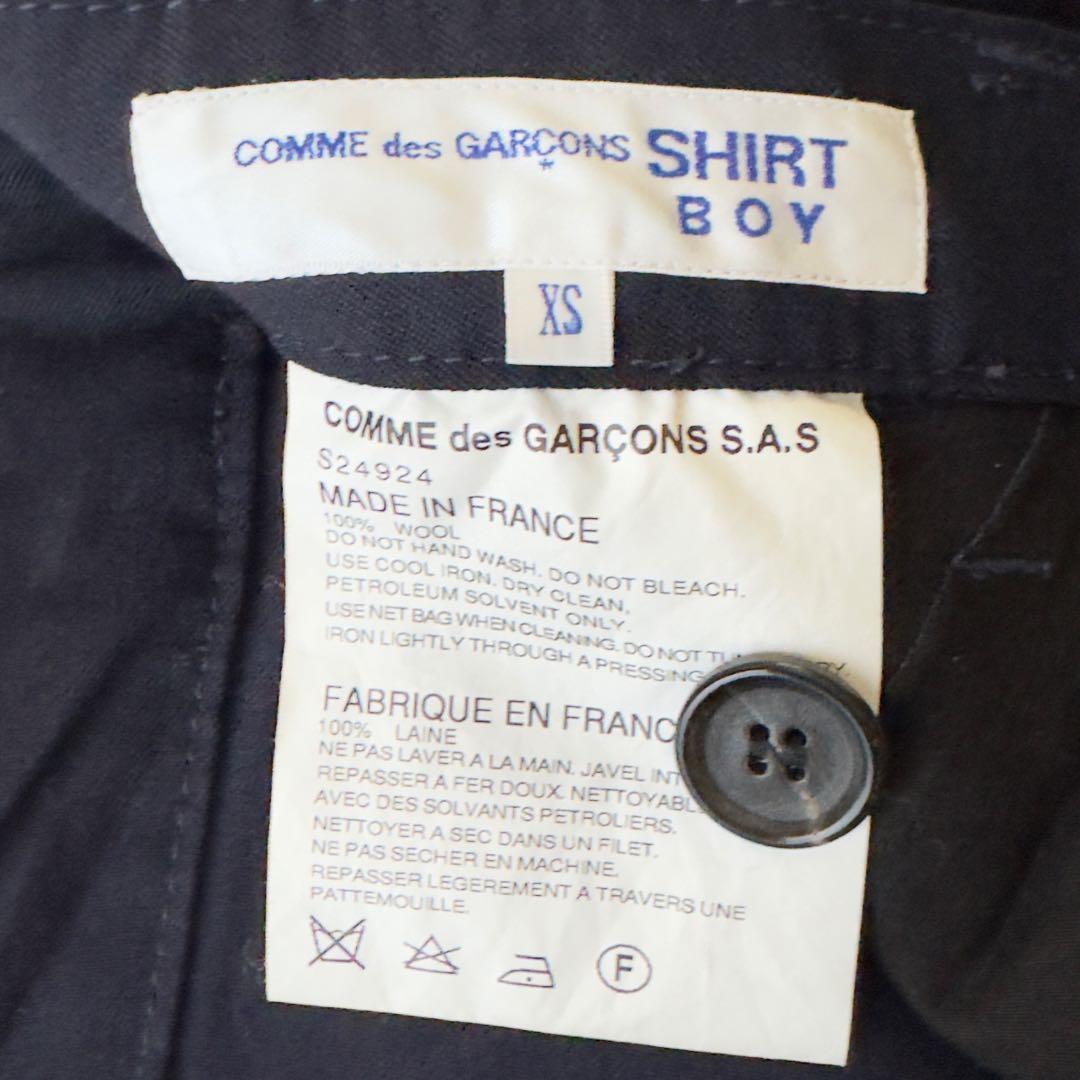 COMME des GARÇONS SHIRT
BOY
XS
COMME des GARÇONS S.A.S
S24924
MADE IN FRANCE
100% WOOL
DO NOT HAND WASH. DO NOT BLEACH.
USE COOL IRON. DRY CLEAN,
PETROLEUM SOLVENT ONLY.
USE NET BAG WHEN CLEANING. DO NOT
IRON LIGHTLY THROUGH A PRESSING
FABRIQUE EN FRANC
100% LAINE
NE PAS LAVER A LA MAIN. JAVEL
REPASSER A FER DOUX. NETTOYABL
AVEC DES SOLVANTS PETROLIERS.
NETTOYER A SEC DANS UN FILET.
NE PAS SECHER EN MACHINE.
REPASSER LEGEREMENT A TRAVERS UNE
PATTEMOUILLE.
F